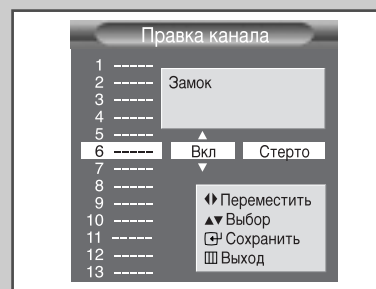 Правка канала
1 -----
2 -----
3 -----
4 -----
5 -----
6 -----
7 -----
8 -----
9 -----
10 -----
11 -----
12 -----
13 -----
Замок
▲
Вкл Стерто
▼
◀▶ Переместить
▲▼ Выбор
Сохранить
Выход